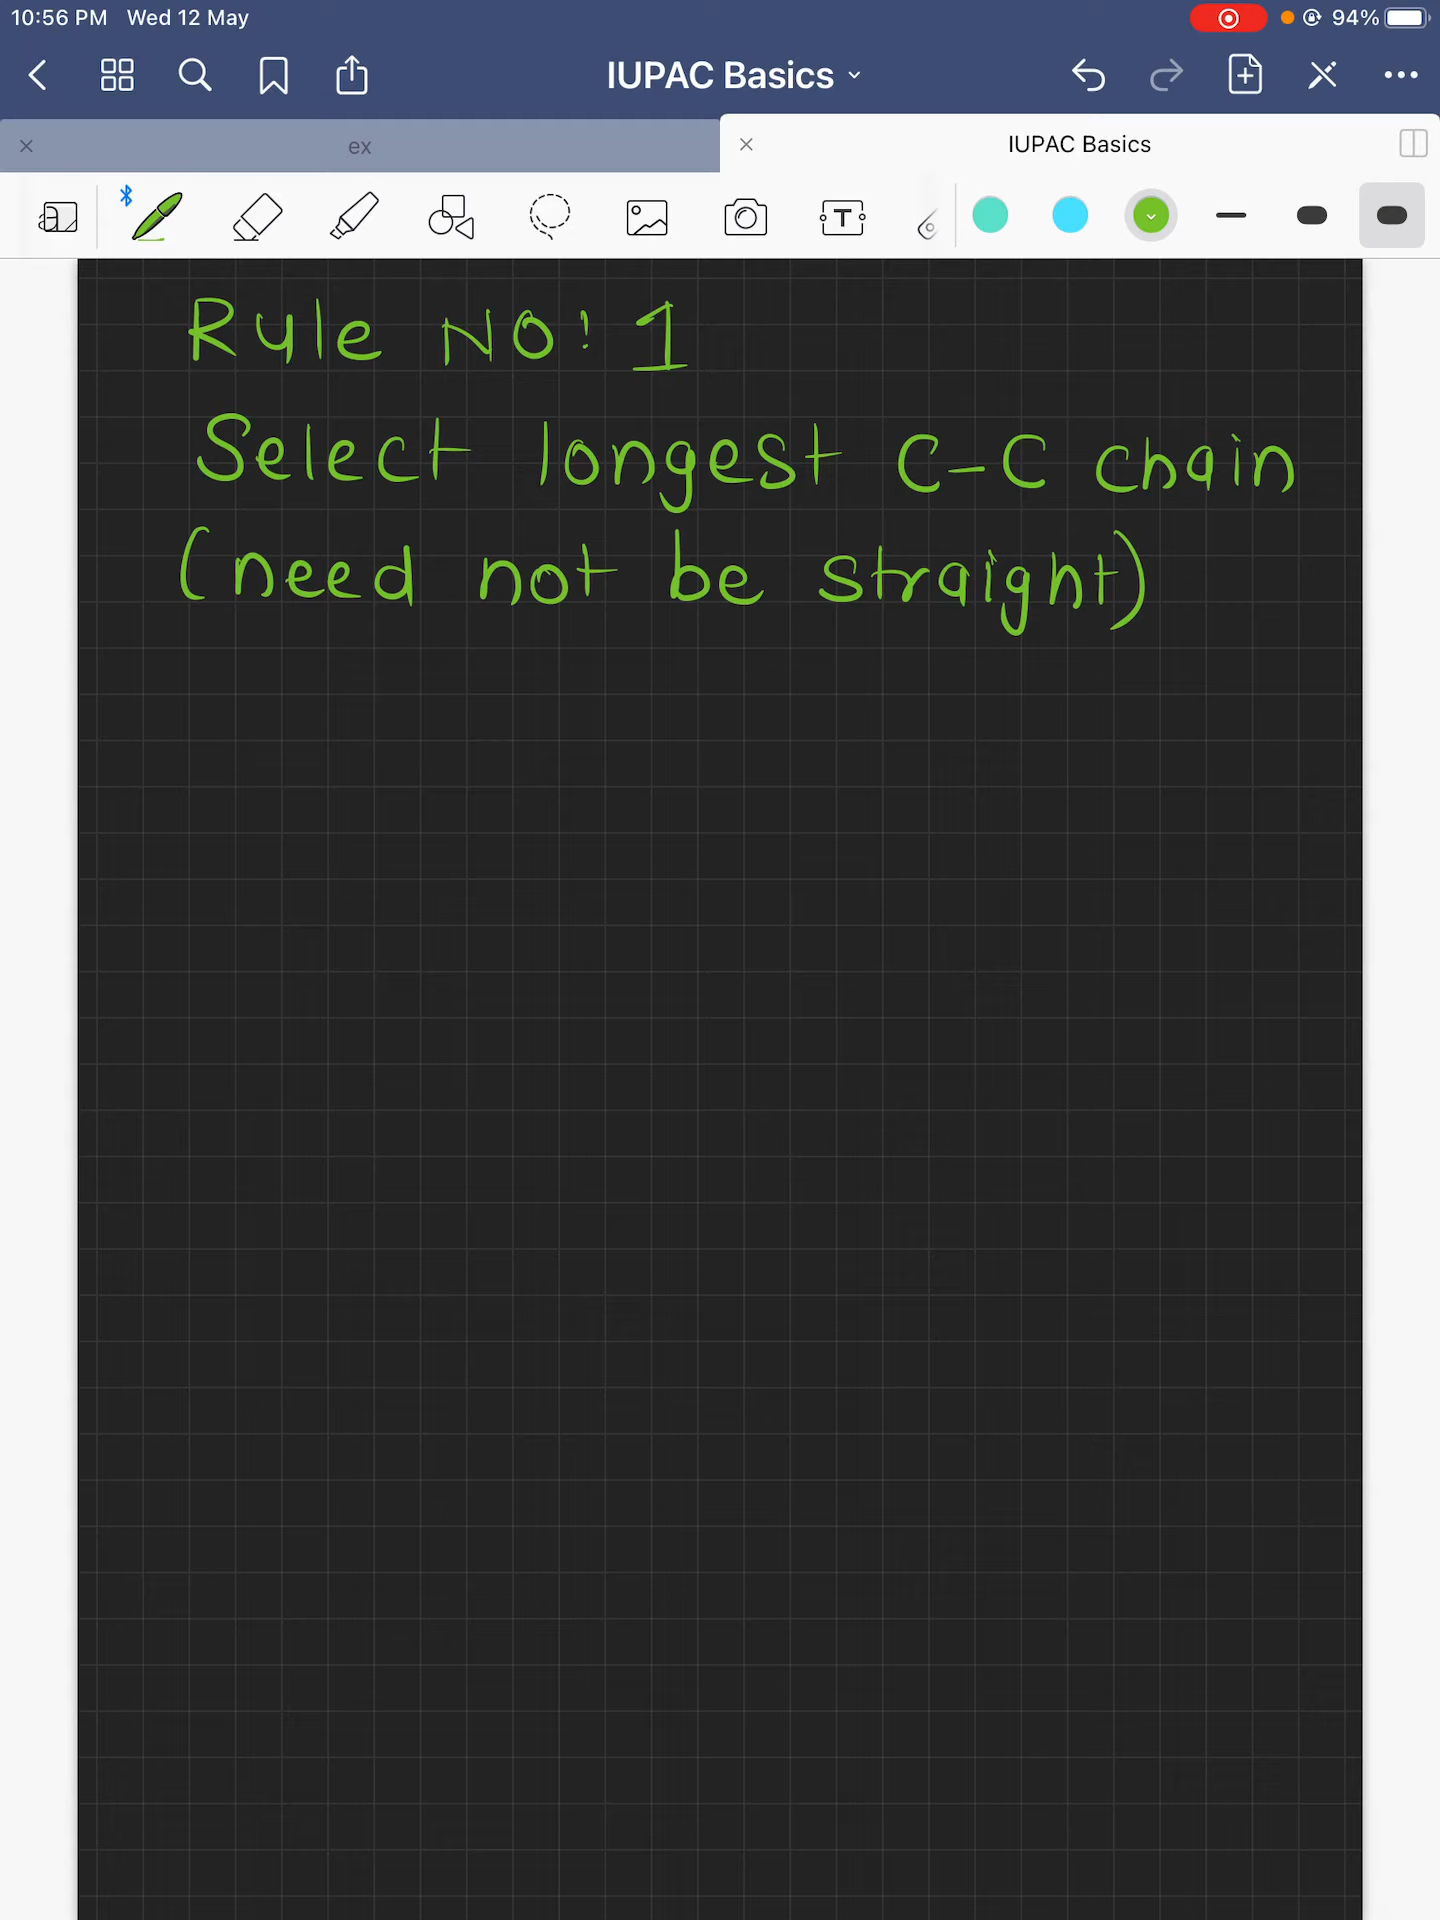 10:56 PM Wed 12 May 94%
IUPAC Basics
ex IUPAC Basics
Rule NO: 1
Select longest C-C chain
(need not be straight)